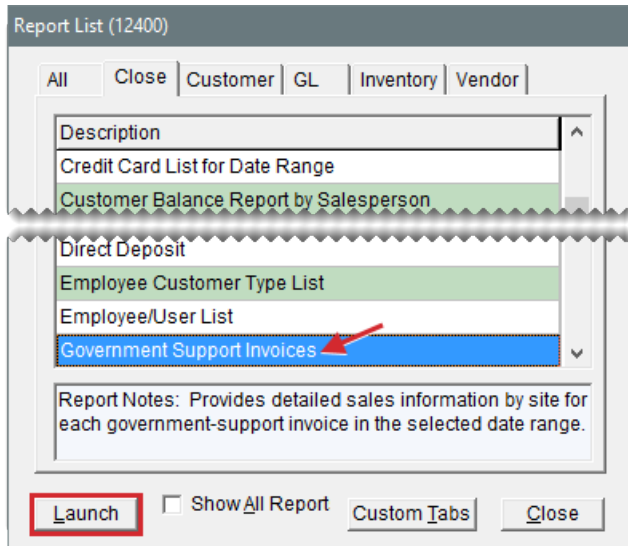 Report List (12400)
All Close Customer GL Inventory Vendor
Description
Credit Card List for Date Range
Customer Balance Report by Salesperson
Direct Deposit
Employee Customer Type List
Employee/User List
Government Support Invoices
Report Notes: Provides detailed sales information by site for
each government-support invoice in the selected date range.
Launch Show All Report Custom Tabs Close